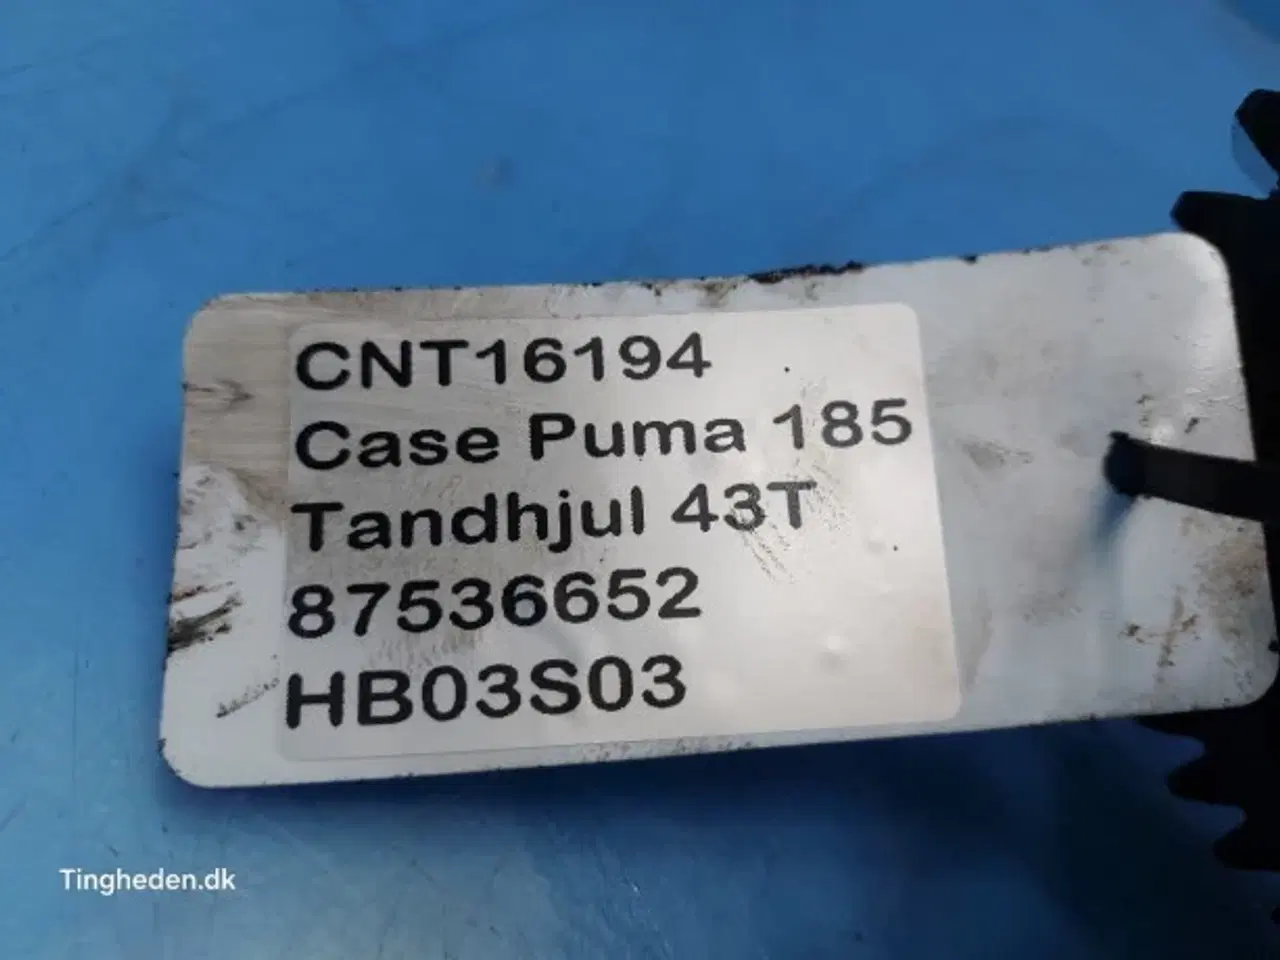 CNT16194
Case Puma 185
Tandhjul 43T
87536652
HB03S03
Tingheden.dk